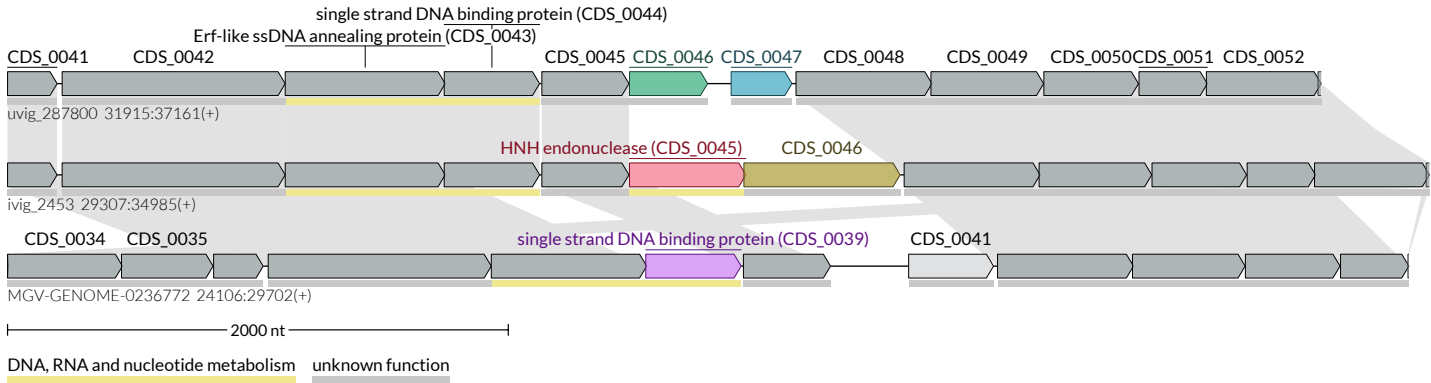 single strand DNA binding protein (CDS_0044)
Erf-like ssDNA annealing protein (CDS_0043)
CDS_0041 CDS_0042 CDS_0045 CDS_0046 CDS_0047 CDS_0048 CDS_0049 CDS_0050 CDS_0051 CDS_0052
uvig_287800 31915:37161(+)
HNH endonuclease (CDS_0045) CDS_0046
ivig_2453 29307:34985(+)
CDS_0034 CDS_0035 single strand DNA binding protein (CDS_0039) CDS_0041
MGV-GENOME-0236772 24106:29702(+)
2000 nt
DNA, RNA and nucleotide metabolism unknown function